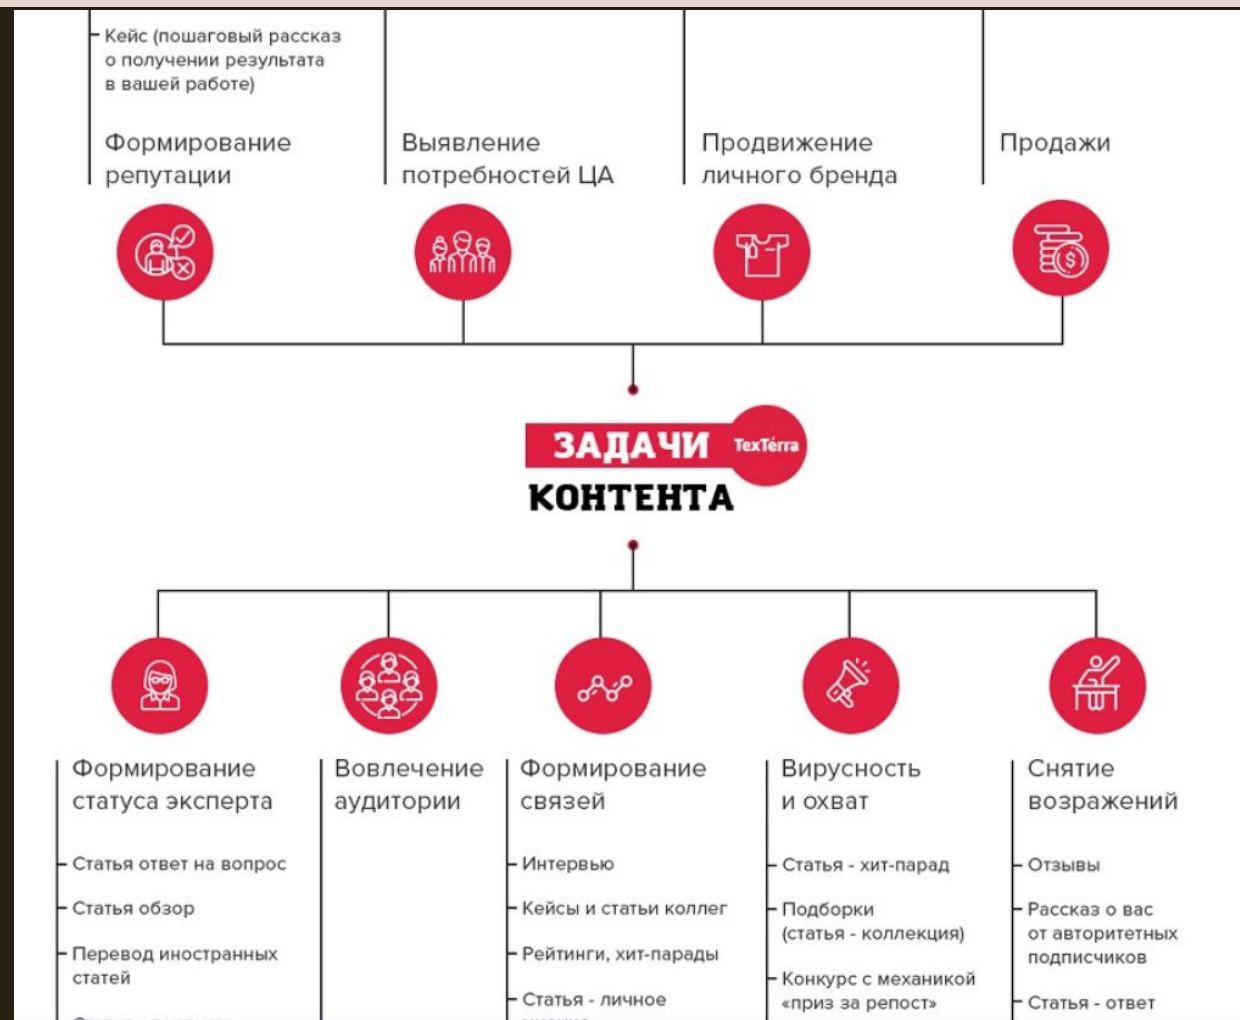 Кейс (пошаговый рассказ
о получении результата
в вашей работе)
Формирование
репутации
Выявление
потребностей ЦА
Продвижение
личного бренда
Продажи
ЗАДАЧИ
TexTerra
КОНТЕНТА
Формирование
статуса эксперта
Статья ответ на вопрос
Статья обзор
Перевод иностранных
статей
Вовлечение
аудитории
Формирование
связей
Интервью
Кейсы и статьи коллег
Рейтинги, хит-парады
Статья - личное
Вирусность
и охват
Статья - хит-парад
Подборки
(статья - коллекция)
Конкурс с механикой
«приз за репост»
Снятие
возражений
Отзывы
Рассказ о вас
от авторитетных
подписчиков
Статья - ответ